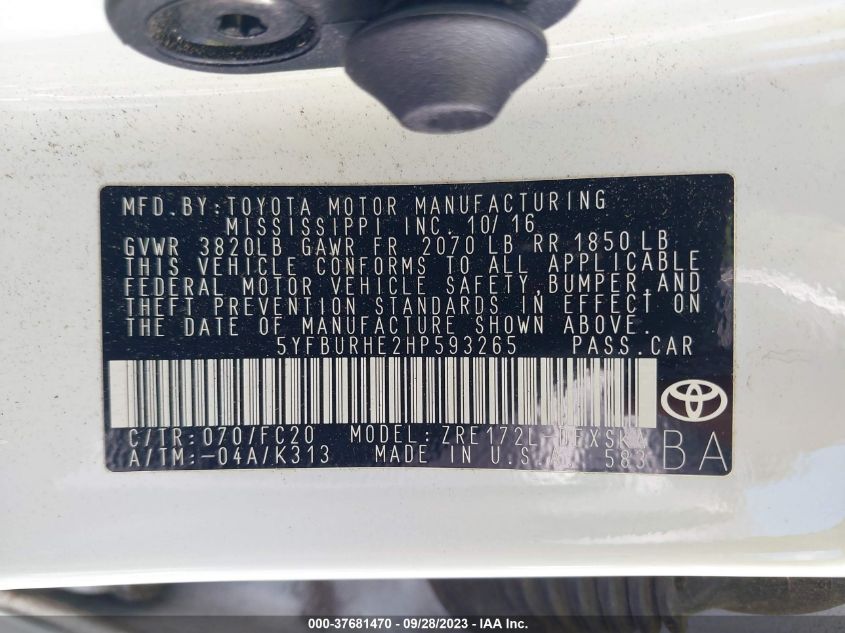 MFD. BY: TOYOTA MOTOR MANUFACTURING
MISSISSIPPI INC. 10/16
GVWR 3820LB GAWR FR 2070 LB RR 1850 LB
THIS VEHICLE CONFORMS TO ALL APPLICABLE
FEDERAL MOTOR VEHICLE SAFETY, BUMPER, AND
THEFT PREVENTION STANDARDS IN EFFECT ON
THE DATE OF MANUFACTURE SHOWN ABOVE.
5YFBURHE2HP593265 PASS. CAR
C/TR: 070/FC20 MODEL: ZRE172L-
A/TM: -04A/K313 MADE IN U.S.A. 583 BA
000-37681470 - 09/28/2023 - IAA Inc.